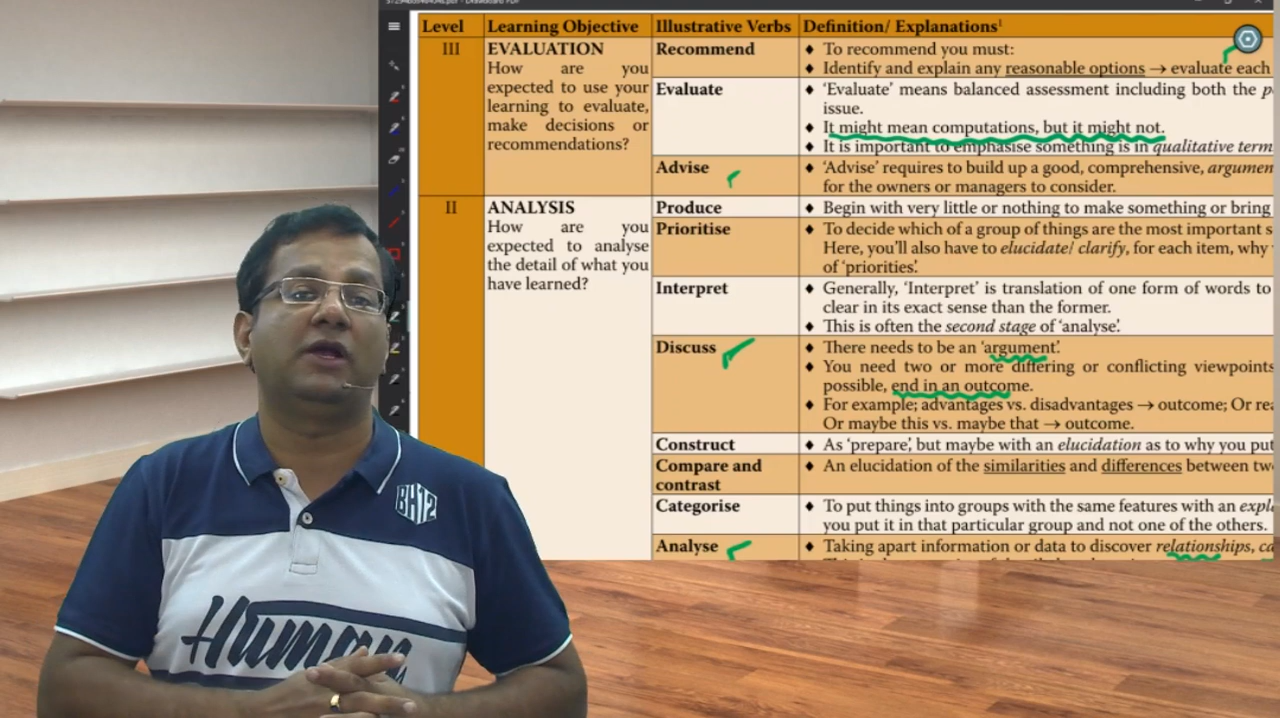 Level Learning Objective Illustrative Verbs Definition/ Explanations¹
III EVALUATION
How are you
expected to use your
learning to evaluate,
make decisions or
recommendations?
Recommend
♦ To recommend you must:
♦ Identify and explain any reasonable options → evaluate each
Evaluate
♦ ‘Evaluate’ means balanced assessment including both the
issue.
♦ It might mean computations, but it might not.
♦ It is important to emphasise something is in qualitative term
Advise
♦ ‘Advise’ requires to build up a good, comprehensive, argumen
for the owners or managers to consider.
II ANALYSIS
How are you
expected to analyse
the detail of what you
have learned?
Produce
♦ Begin with very little or nothing to make something or bring
Prioritise
♦ To decide which of a group of things are the most important s
Here, you’ll also have to elucidate/ clarify, for each item, why
of ‘priorities’.
Interpret
♦ Generally, ‘Interpret’ is translation of one form of words to
clear in its exact sense than the former.
♦ This is often the second stage of ‘analyse’.
Discuss
♦ There needs to be an ‘argument’.
♦ You need two or more differing or conflicting viewpoints
possible, end in an outcome.
♦ For example; advantages vs. disadvantages → outcome; Or rea
Or maybe this vs. maybe that → outcome.
Construct
♦ As ‘prepare’, but maybe with an elucidation as to why you put
Compare and
contrast
♦ An elucidation of the similarities and differences between tw
Categorise
♦ To put things into groups with the same features with an expl
you put it in that particular group and not one of the others.
Analyse
♦ Taking apart information or data to discover relationships, ca
BH72
Human